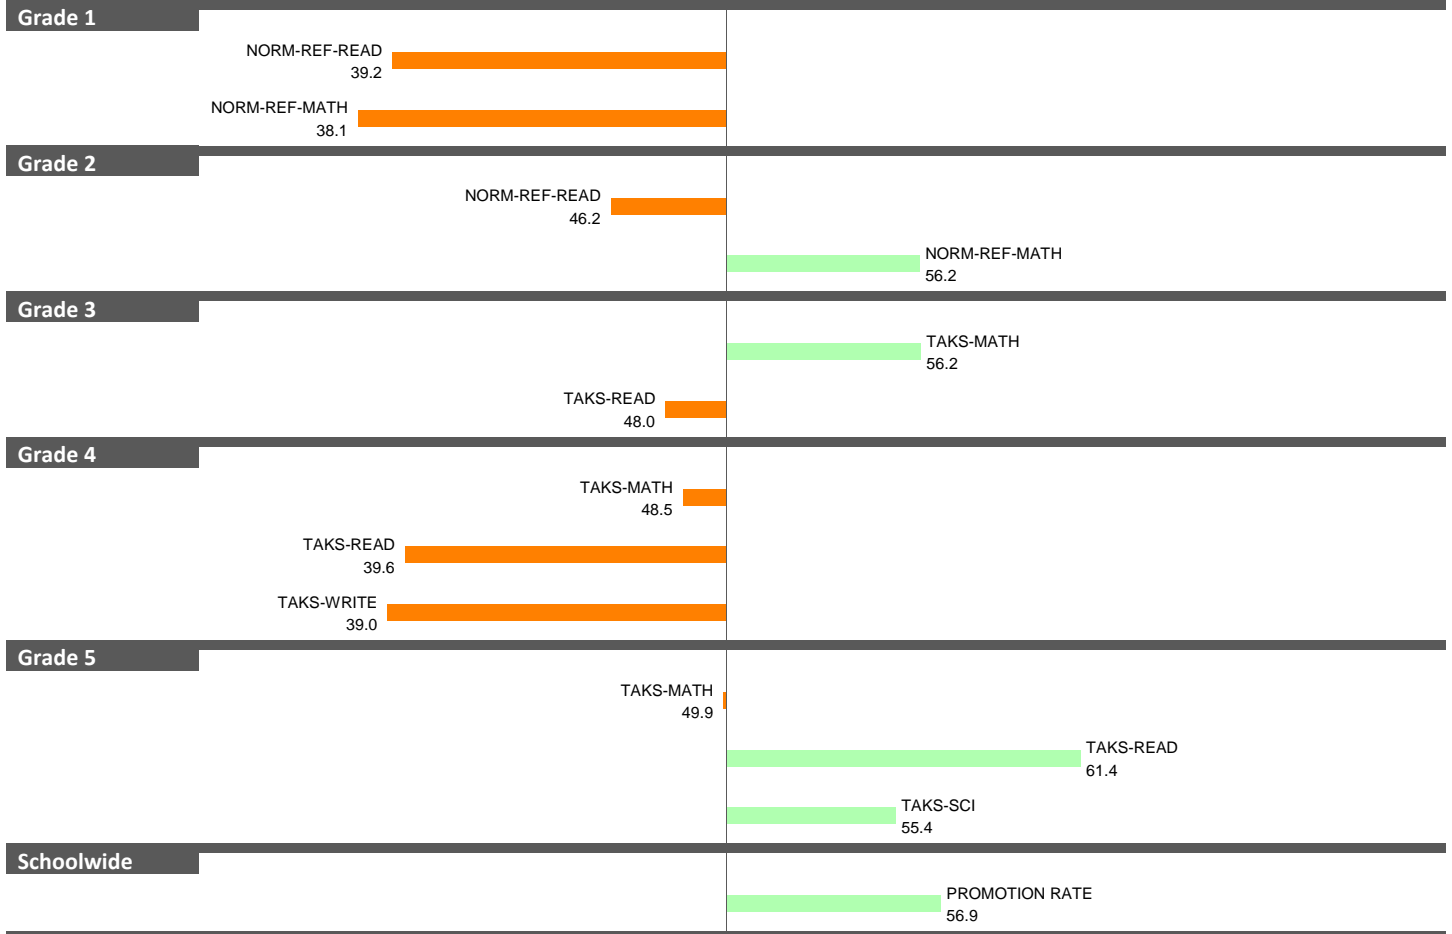 Grade 1
NORM-REF-READ
39.2
NORM-REF-MATH
38.1
Grade 2
NORM-REF-READ
46.2
NORM-REF-MATH
56.2
Grade 3
TAKS-MATH
56.2
TAKS-READ
48.0
Grade 4
TAKS-MATH
48.5
TAKS-READ
39.6
TAKS-WRITE
39.0
Grade 5
TAKS-MATH
49.9
TAKS-READ
61.4
TAKS-SCI
55.4
Schoolwide
PROMOTION RATE
56.9